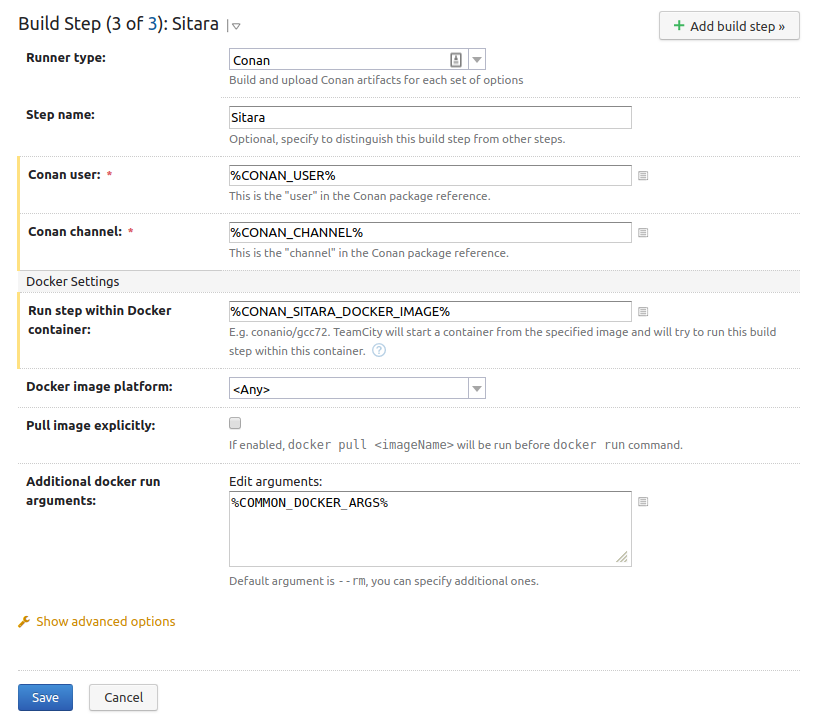 Build Step (3 of 3): Sitara
+ Add build step »
Runner type:
Conan
Build and upload Conan artifacts for each set of options
Step name:
Sitara
Optional, specify to distinguish this build step from other steps.
Conan user: *
%CONAN_USER%
This is the "user" in the Conan package reference.
Conan channel: *
%CONAN_CHANNEL%
This is the "channel" in the Conan package reference.
Docker Settings
Run step within Docker
container:
%CONAN_SITARA_DOCKER_IMAGE%
E.g. conanio/gcc72. TeamCity will start a container from the specified image and will try to run this build
step within this container. ?
Docker image platform:
<Any>
Pull image explicitly:
If enabled, docker pull <imageName> will be run before docker run command.
Additional docker run
arguments:
Edit arguments:
%COMMON_DOCKER_ARGS%
Default argument is --rm, you can specify additional ones.
Show advanced options
Save
Cancel